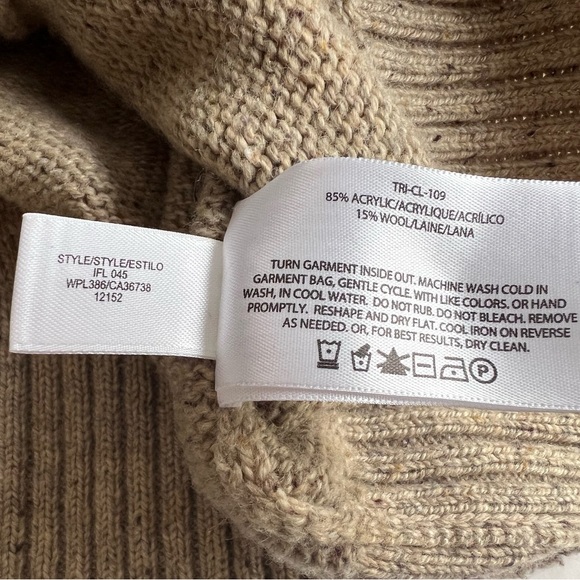 STYLE/STYLE/ESTILO
IFL 045
WPL386/CA36738
12152
TRI-CL-109
85% ACRYLIC/ACRYLIQUE/ACRÍLICO
15% WOOL/LAINE/LANA
TURN GARMENT INSIDE OUT. MACHINE WASH COLD IN
GARMENT BAG, GENTLE CYCLE WITH LIKE COLORS. OR HAND
WASH, IN COOL WATER. DO NOT RUB. DO NOT BLEACH. REMOVE
PROMPTLY. RESHAPE AND DRY FLAT. COOL IRON ON REVERSE
AS NEEDED. OR, FOR BEST RESULTS, DRY CLEAN.
P